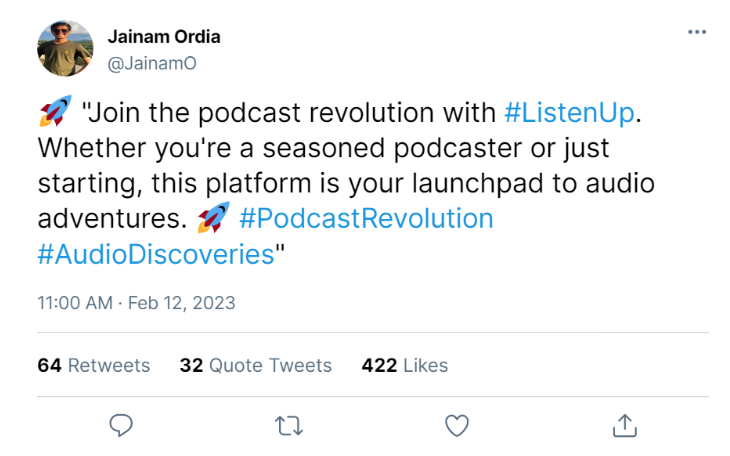 Jainam Ordia
@JainamO
🚀 "Join the podcast revolution with #ListenUp.
Whether you're a seasoned podcaster or just
starting, this platform is your launchpad to audio
adventures. 🚀 #PodcastRevolution
#AudioDiscoveries"
11:00 AM · Feb 12, 2023
64 Retweets 32 Quote Tweets 422 Likes